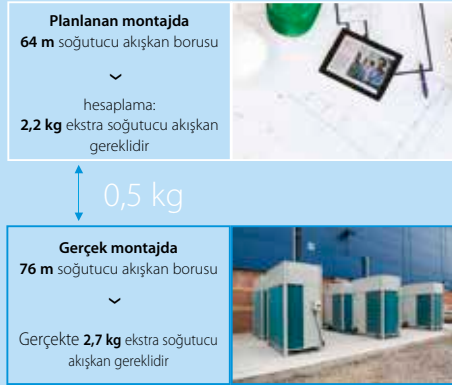 Planlanan montajda
64 m soğutucu akışkan borusu
hesaplama:
2,2 kg ekstra soğutucu akışkan
gereklidir
0,5 kg
Gerçek montajda
76 m soğutucu akışkan borusu
Gerçekte 2,7 kg ekstra soğutucu
akışkan gereklidir